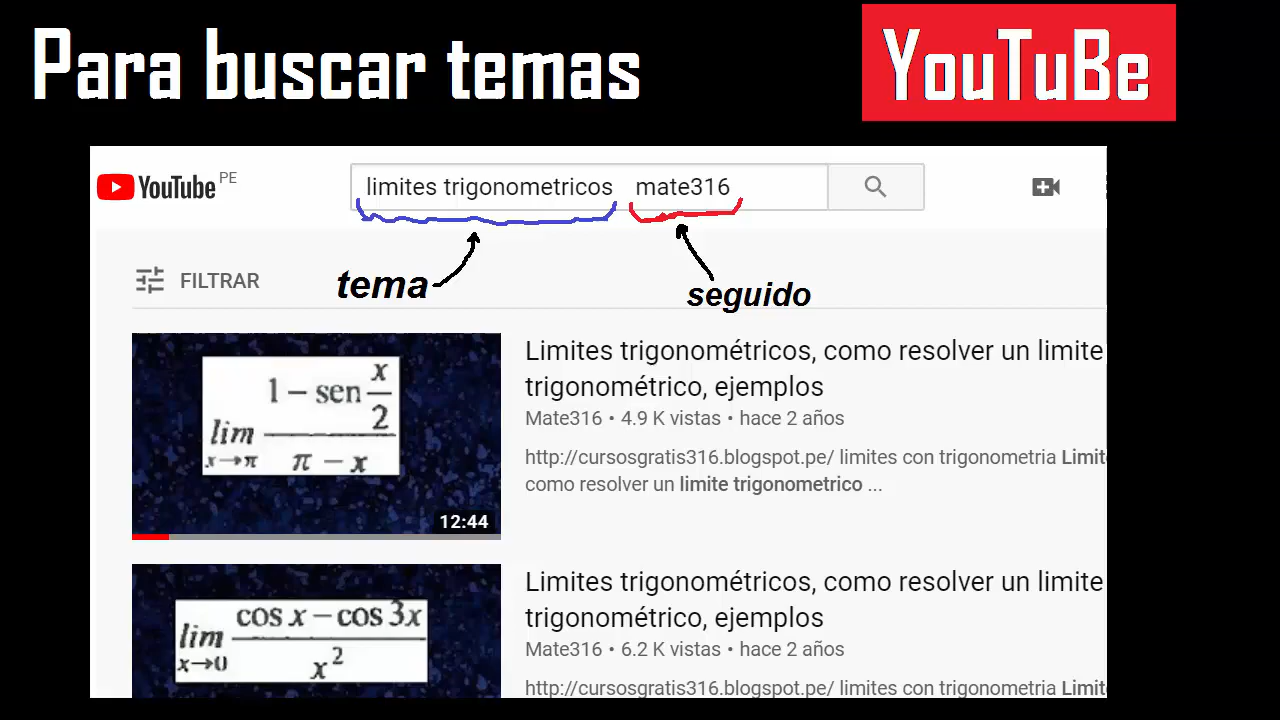 Para buscar temas
YouTuBe
YouTube PE
limites trigonometricos mate316
tema
seguido
FILTRAR
Limites trigonométricos, como resolver un limite
trigonométrico, ejemplos
Mate316 • 4.9 K vistas • hace 2 años
http://cursosgratis316.blogspot.pe/ limites con trigonometria Limit
como resolver un limite trigonometrico ...
1 − sen x/2
lim
x→π
π − x
12:44
Limites trigonométricos, como resolver un limite
trigonométrico, ejemplos
Mate316 • 6.2 K vistas • hace 2 años
http://cursosgratis316.blogspot.pe/ limites con trigonometria Limit
cos x − cos 3x
lim
x→0
x²